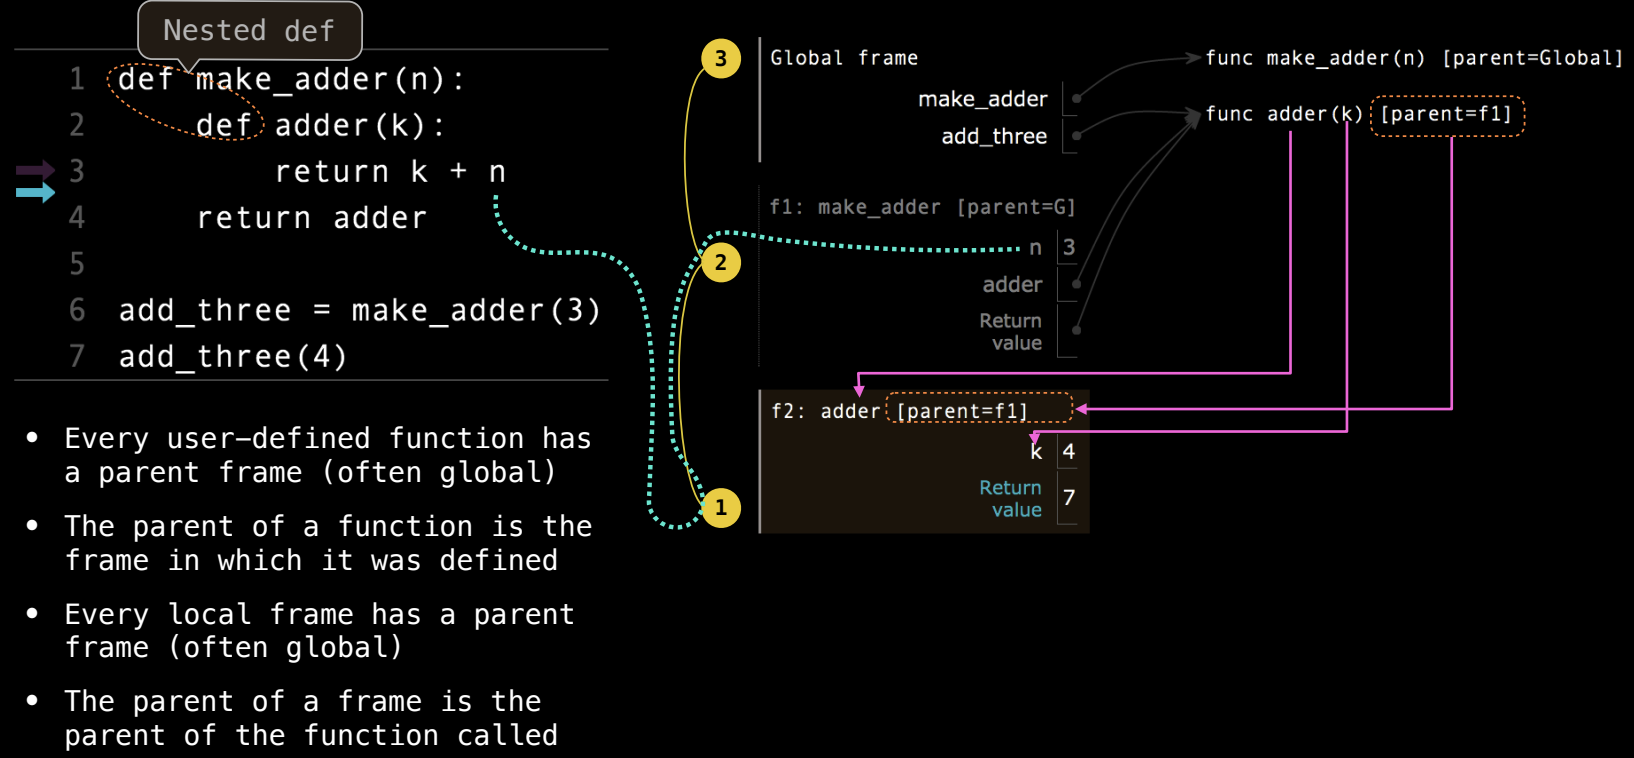 Nested def
1 def make_adder(n):
2     def adder(k):
3         return k + n
4     return adder
5
6 add_three = make_adder(3)
7 add_three(4)
• Every user-defined function has
a parent frame (often global)
• The parent of a function is the
frame in which it was defined
• Every local frame has a parent
frame (often global)
• The parent of a frame is the
parent of the function called
3
2
1
Global frame
make_adder
add_three
func make_adder(n) [parent=Global]
func adder(k) [parent=f1]
f1: make_adder [parent=G]
n 3
adder
Return
value
f2: adder [parent=f1]
k 4
Return
value 7